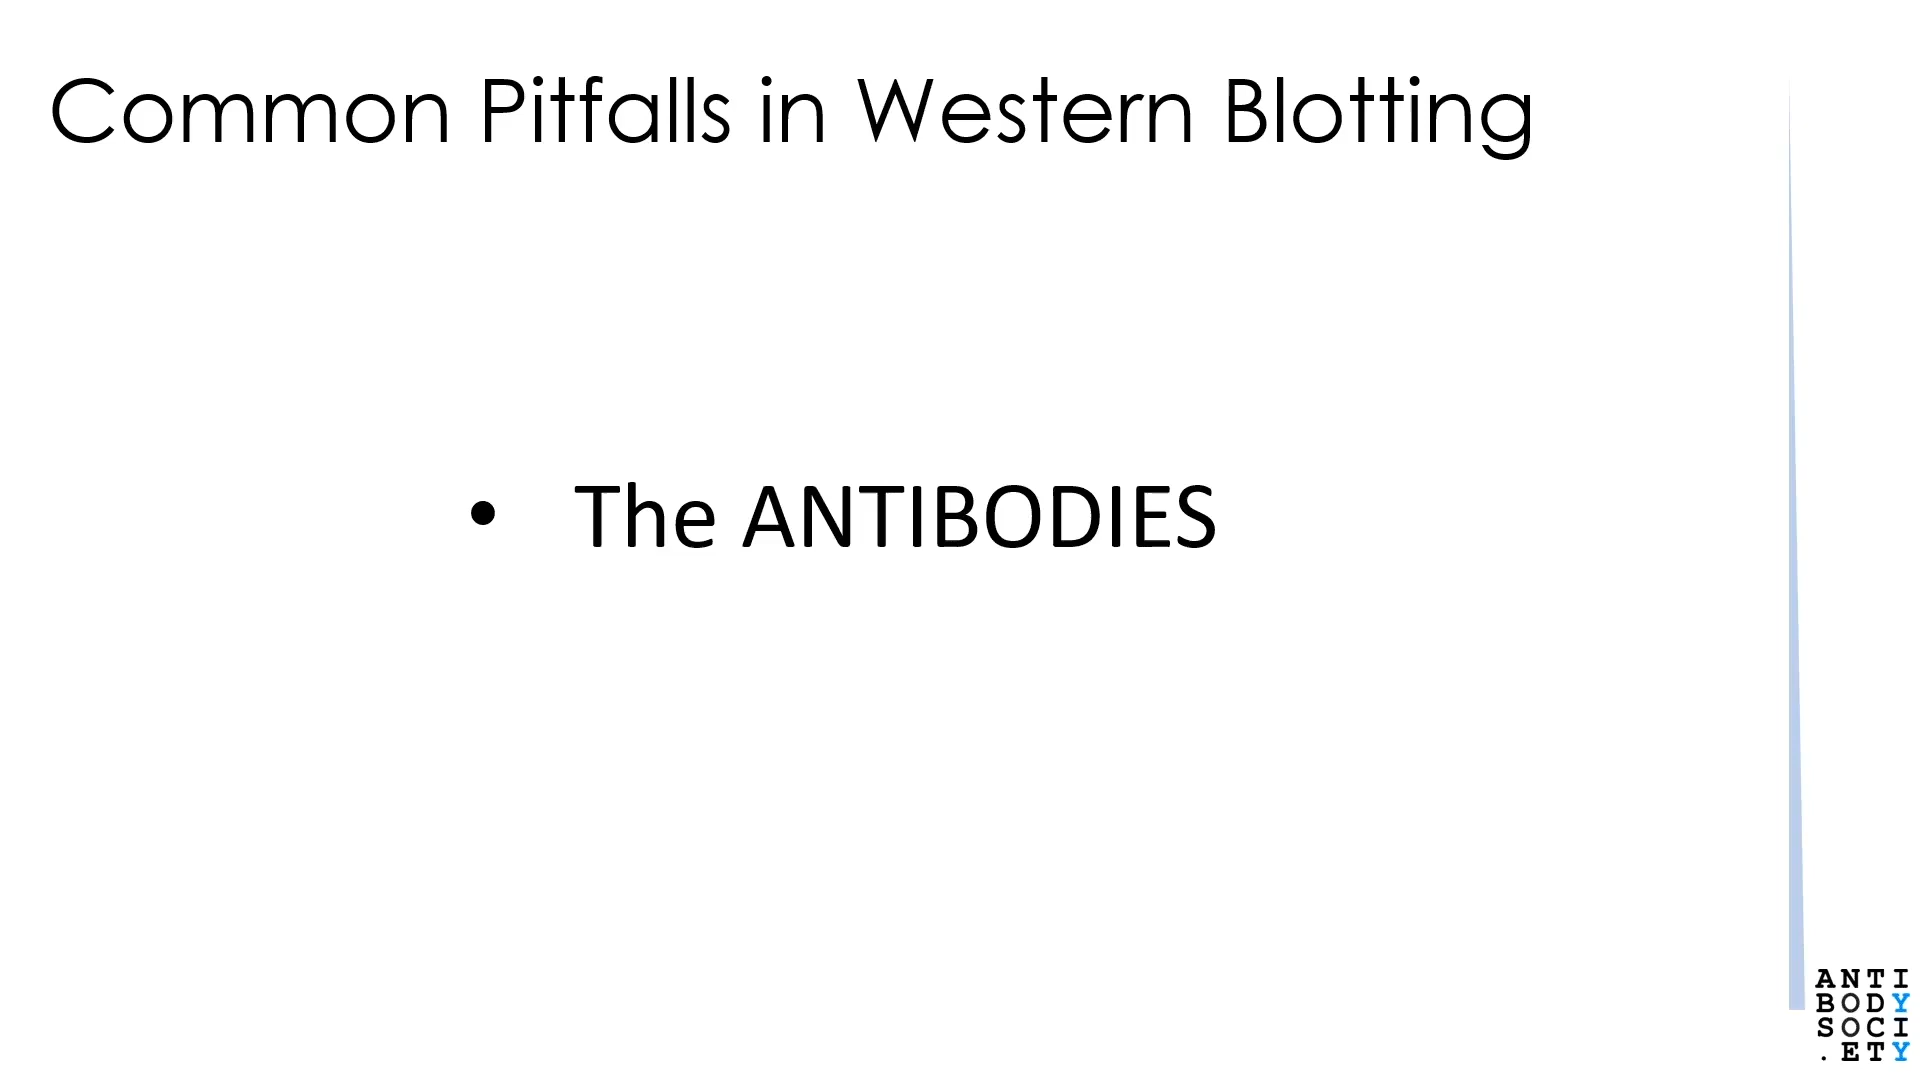 Common Pitfalls in Western Blotting
• The ANTIBODIES
ANTI
BODY
SOCI
.ETY